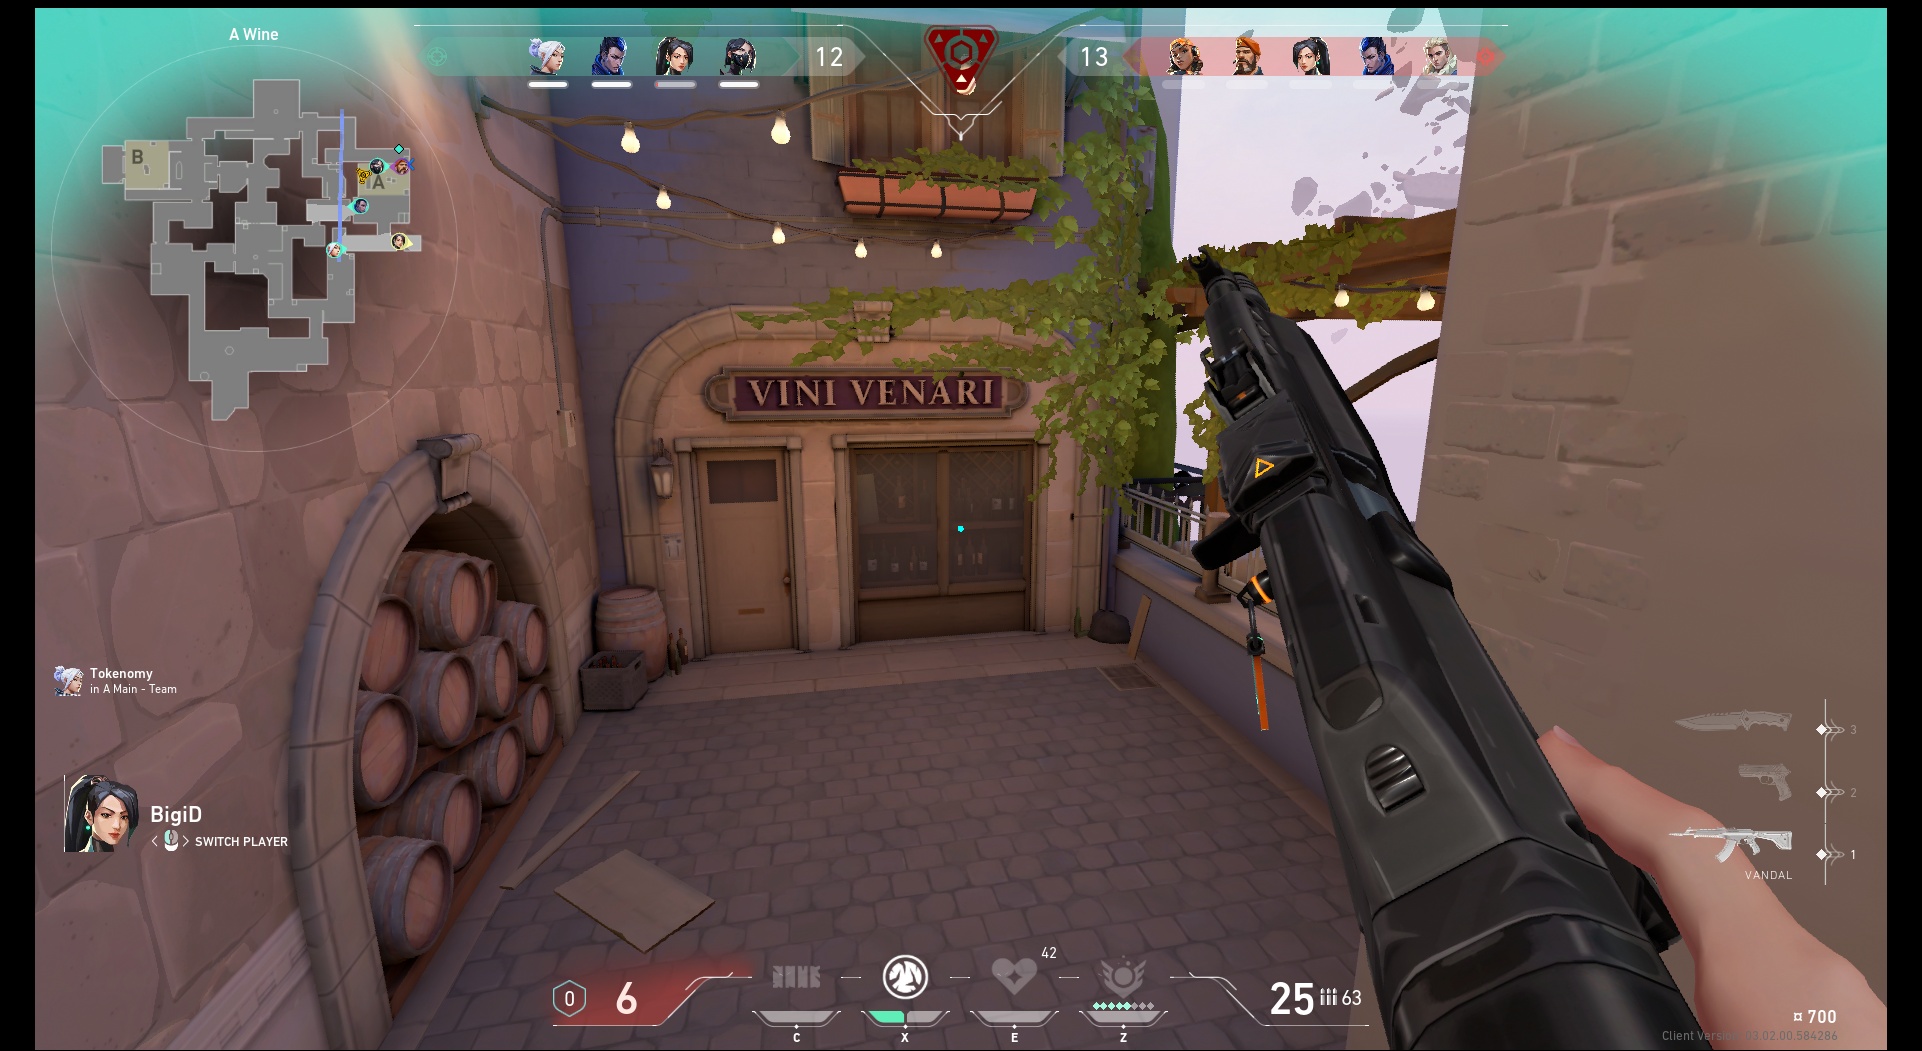 A Wine
12
13
B
A
VINI VENARI
Tokenomy
in A Main - Team
BigiD
< > SWITCH PLAYER
3
2
1
VANDAL
0
6
42
25
63
C
X
E
Z
¤ 700